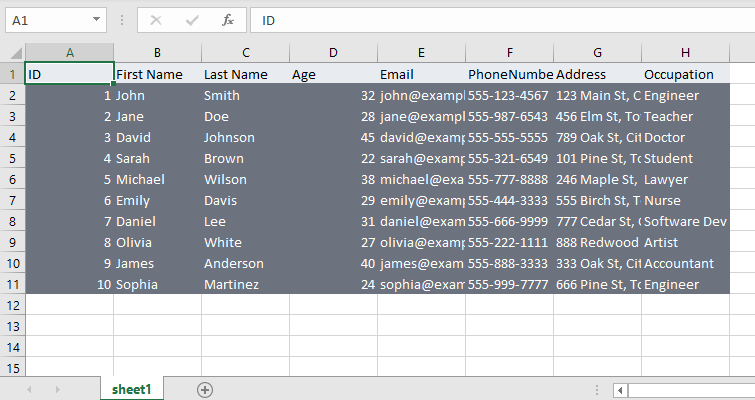 A1 fx ID
A B C D E F G H
1 ID First Name Last Name Age Email PhoneNumbe Address Occupation
2 1 John Smith 32 john@exampl 555-123-4567 123 Main St, C Engineer
3 2 Jane Doe 28 jane@exampl 555-987-6543 456 Elm St, To Teacher
4 3 David Johnson 45 david@examp 555-555-5555 789 Oak St, Cit Doctor
5 4 Sarah Brown 22 sarah@examp 555-321-6549 101 Pine St, To Student
6 5 Michael Wilson 38 michael@exa 555-777-8888 246 Maple St, Lawyer
7 6 Emily Davis 29 emily@examp 555-444-3333 555 Birch St, T Nurse
8 7 Daniel Lee 31 daniel@exam 555-666-9999 777 Cedar St, C Software Dev
9 8 Olivia White 27 olivia@examp 555-222-1111 888 Redwood Artist
10 9 James Anderson 40 james@exam 555-888-3333 333 Oak St, Cit Accountant
11 10 Sophia Martinez 24 sophia@exam 555-999-7777 666 Pine St, To Engineer
12
13
14
15
sheet1